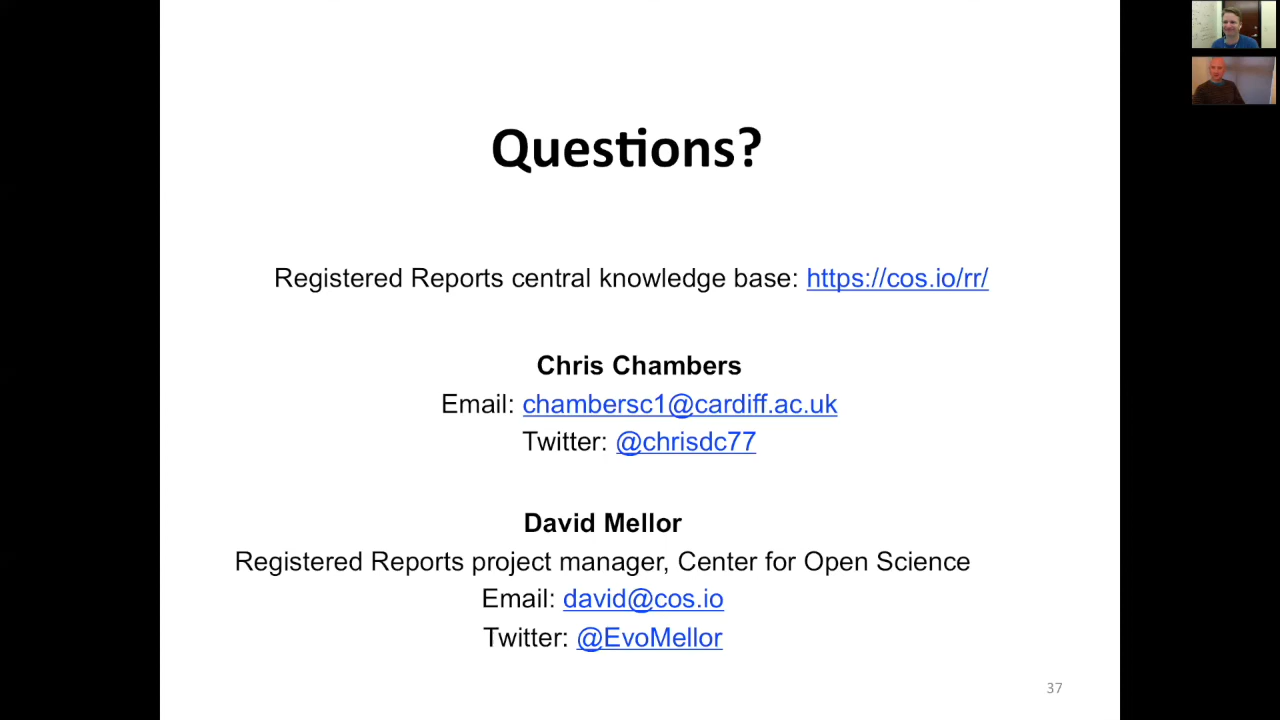 Questions?
Registered Reports central knowledge base: https://cos.io/rr/
Chris Chambers
Email: chambersc1@cardiff.ac.uk
Twitter: @chrisdc77
David Mellor
Registered Reports project manager, Center for Open Science
Email: david@cos.io
Twitter: @EvoMellor
37